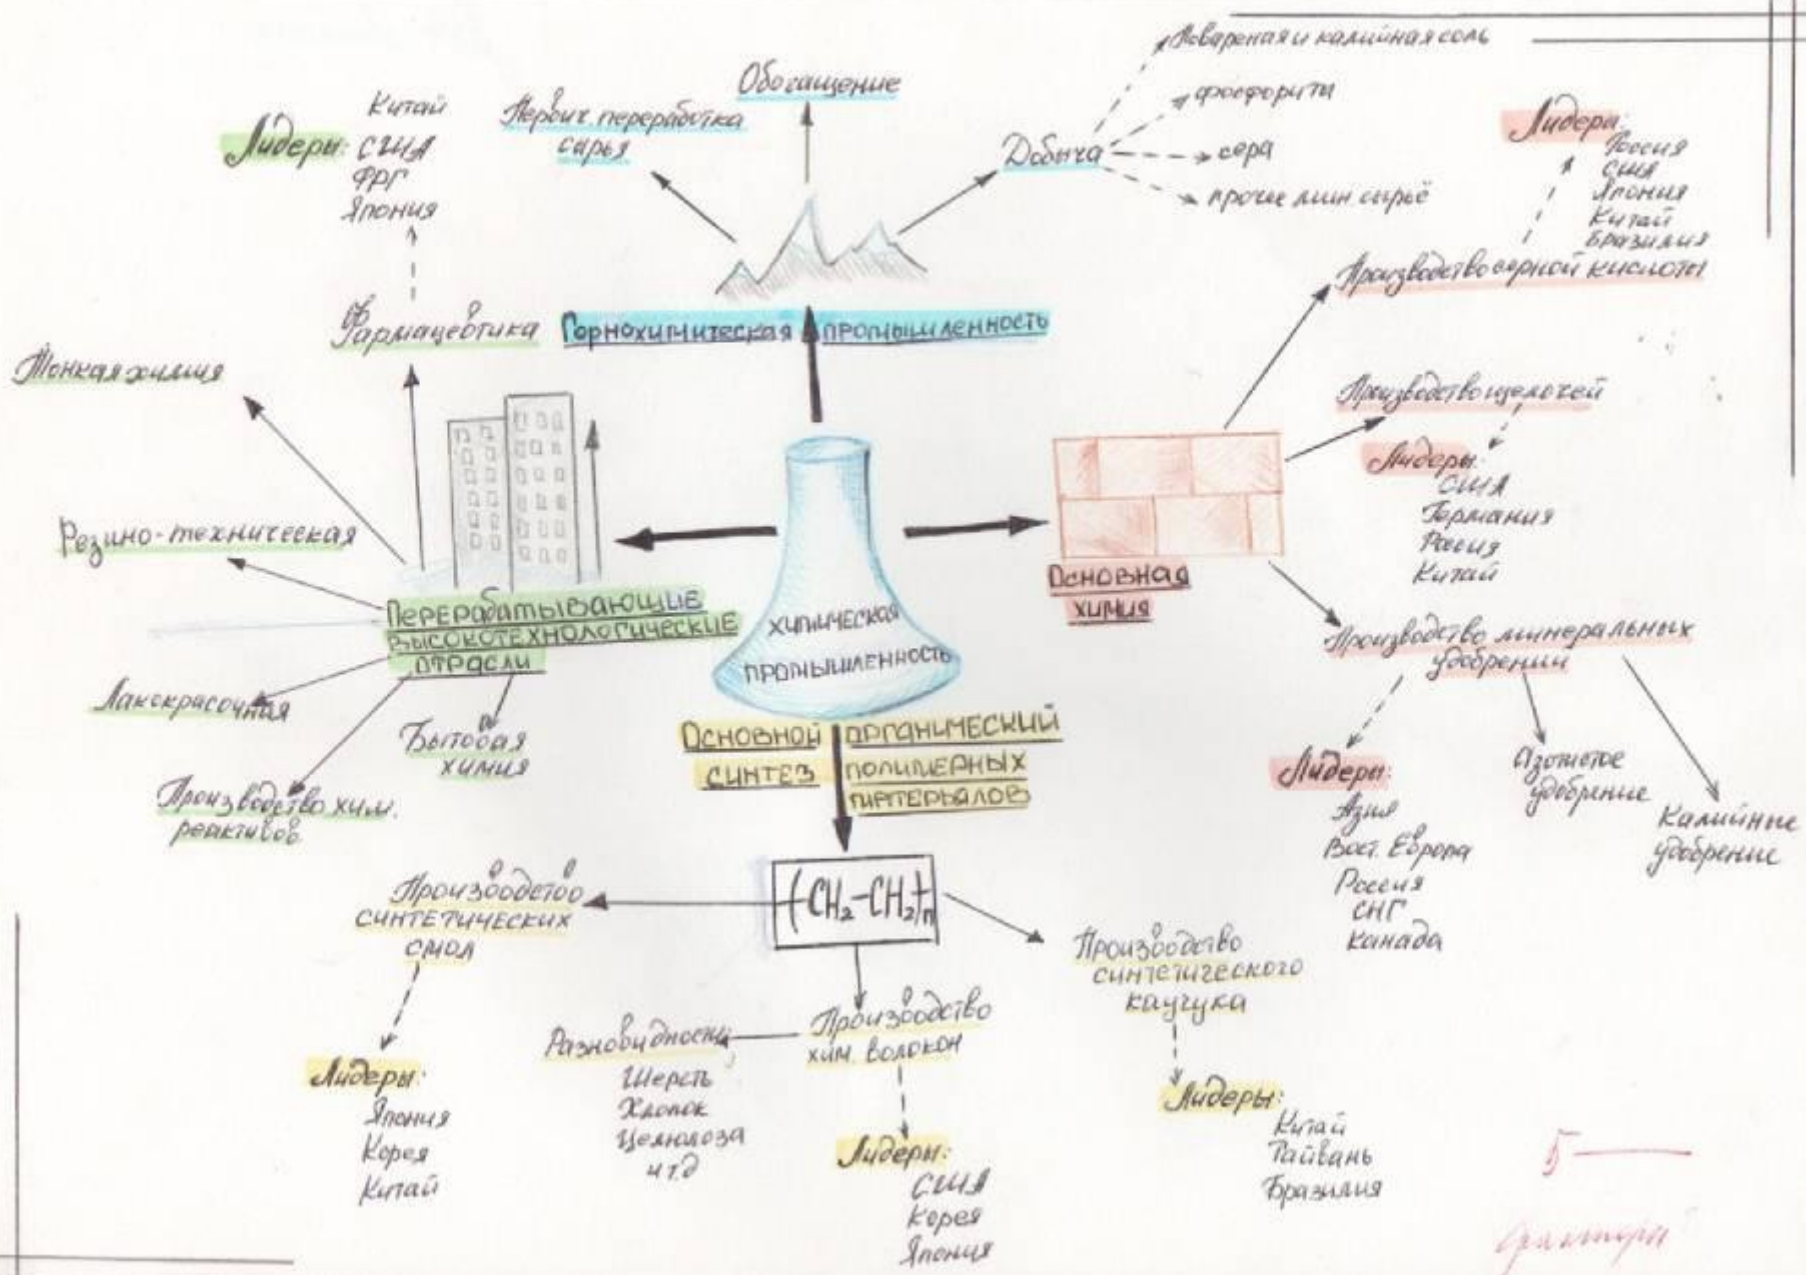 Поваренная и калийная соль
фосфориты
сера
прочие мин. сырьё
Добыча
Обогащение
Первич. переработка
сырья
Горнохимическая промышленность
Лидеры:
Китай
США
ФРГ
Япония
Фармацевтика
Тонкая химия
Резино-техническая
Перерабатывающие
высокотехнологические
отрасли
Лакокрасочная
Производство хим.
реактивов
Бытовая
химия
химическая
промышленность
Основная
химия
Лидеры:
Россия
США
Япония
Китай
Бразилия
Производство серной кислоты
Производство щелочей
Лидеры:
США
Германия
Россия
Китай
Производство минеральных
удобрений
Лидеры:
Азия
Вост. Европа
Россия
СНГ
Канада
Азотистое
удобрение
Калийные
удобрение
Основной органический
синтез полимерных
материалов
(CH2-CH2)n
Производство
синтетических
смол
Лидеры:
Япония
Корея
Китай
Производство
хим. волокон
Разновидности
Шерсть
Хлопок
Целюлоза
и т.д
Лидеры:
США
Корея
Япония
Производство
синтетического
каучука
Лидеры:
Китай
Тайвань
Бразилия
5